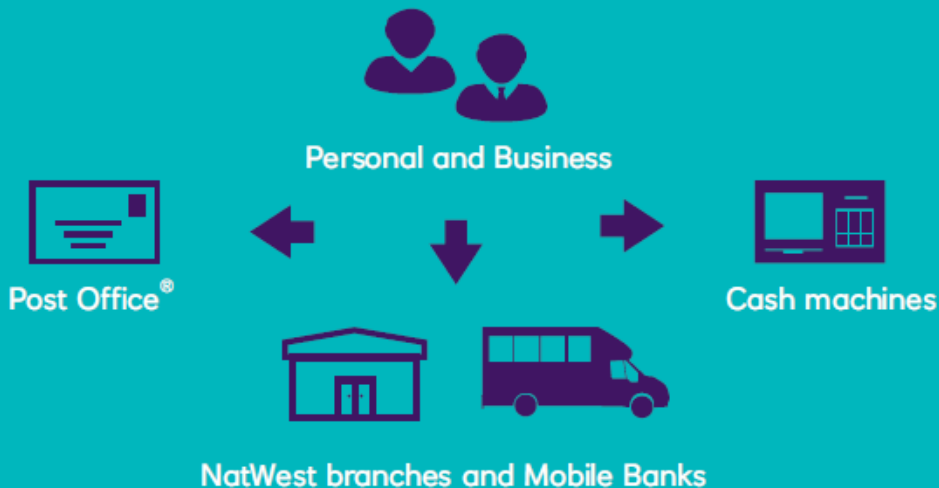 Personal and Business
Post Office®
Cash machines
NatWest branches and Mobile Banks